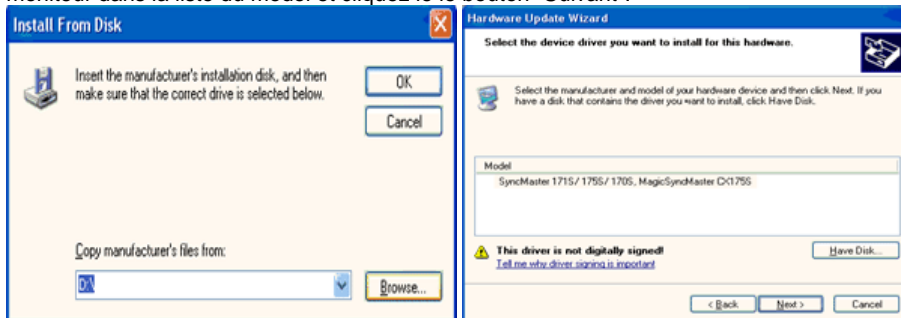 moniteur dans la liste du model et cliquez le le bouton "Suivant".
Install From Disk
Insert the manufacturer's installation disk, and then
make sure that the correct drive is selected below.
OK
Cancel
Copy manufacturer's files from:
D:\
Browse...
Hardware Update Wizard
Select the device driver you want to install for this hardware.
Select the manufacturer and model of your hardware device and then click Next. If you
have a disk that contains the driver you want to install, click Have Disk.
Model
SyncMaster 171S/ 175S/ 170S, MagicSyncMaster CX175S
This driver is not digitally signed!
Tell me why driver signing is important
Have Disk...
< Back
Next >
Cancel